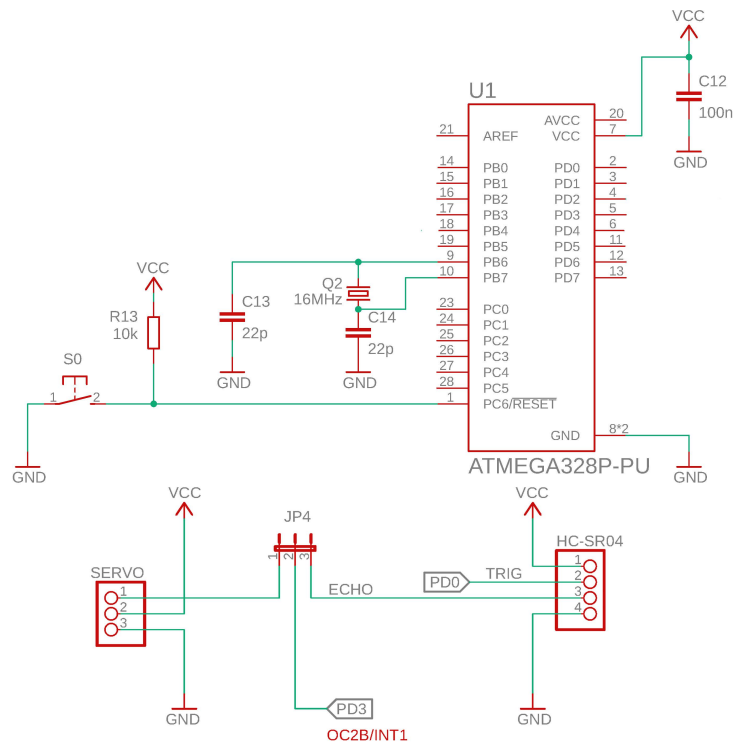 VCC
C12
100n
GND
U1
AVCC 20
VCC 7
21 AREF
14 PB0 PD0 2
15 PB1 PD1 3
16 PB2 PD2 4
17 PB3 PD3 5
18 PB4 PD4 6
19 PB5 PD5 11
9 PB6 PD6 12
10 PB7 PD7 13
23 PC0
24 PC1
25 PC2
26 PC3
27 PC4
28 PC5
1 PC6/RESET
GND 8*2
ATMEGA328P-PU
GND
VCC
R13
10k
S0
1 2
GND
C13
22p
GND
Q2
16MHz
C14
22p
GND
VCC
SERVO
1
2
3
GND
JP4
1 2 3
ECHO
PD3
OC2B/INT1
VCC
HC-SR04
PD0
TRIG
1
2
3
4
GND